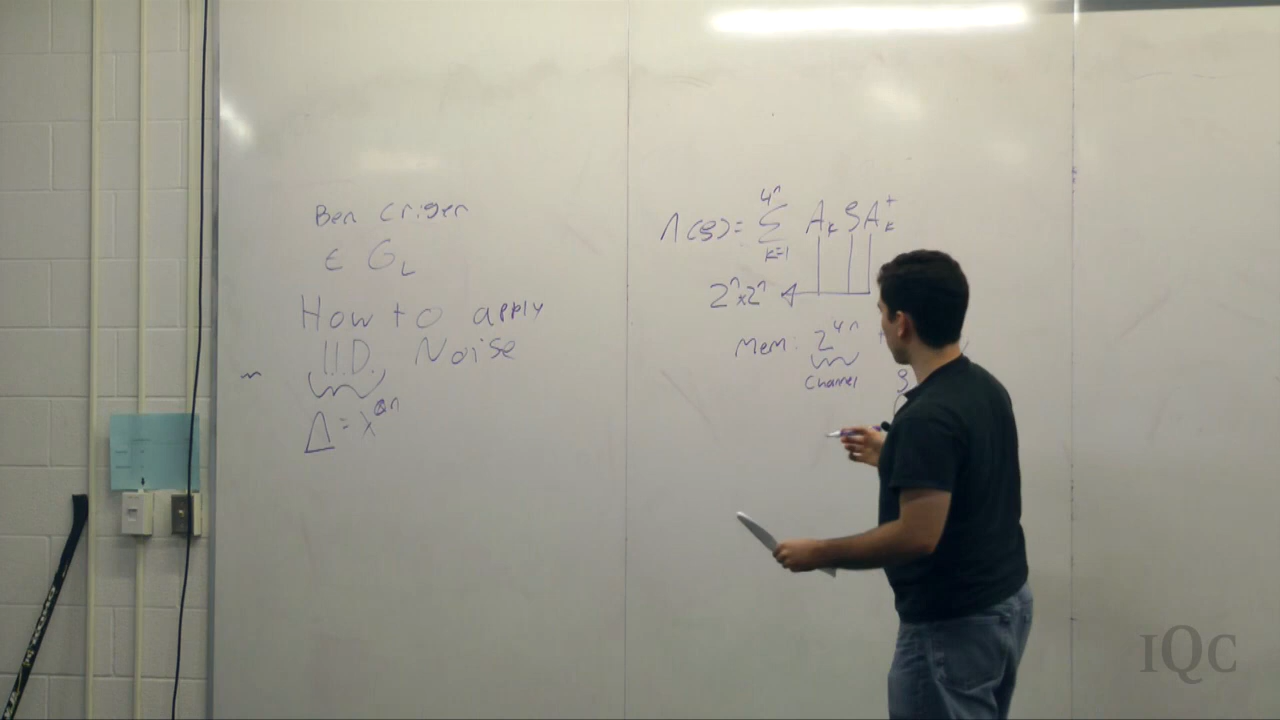 Ben Criger
ϵ G_L
How to apply
I.I.D. Noise
Δ = λ^{⊗n}
Λ(ρ) = Σ_{k=1}^{4^n} A_k ρ A_k^†
2^n × 2^n
Mem. 2^{4n} +
Channel ρ
IQC